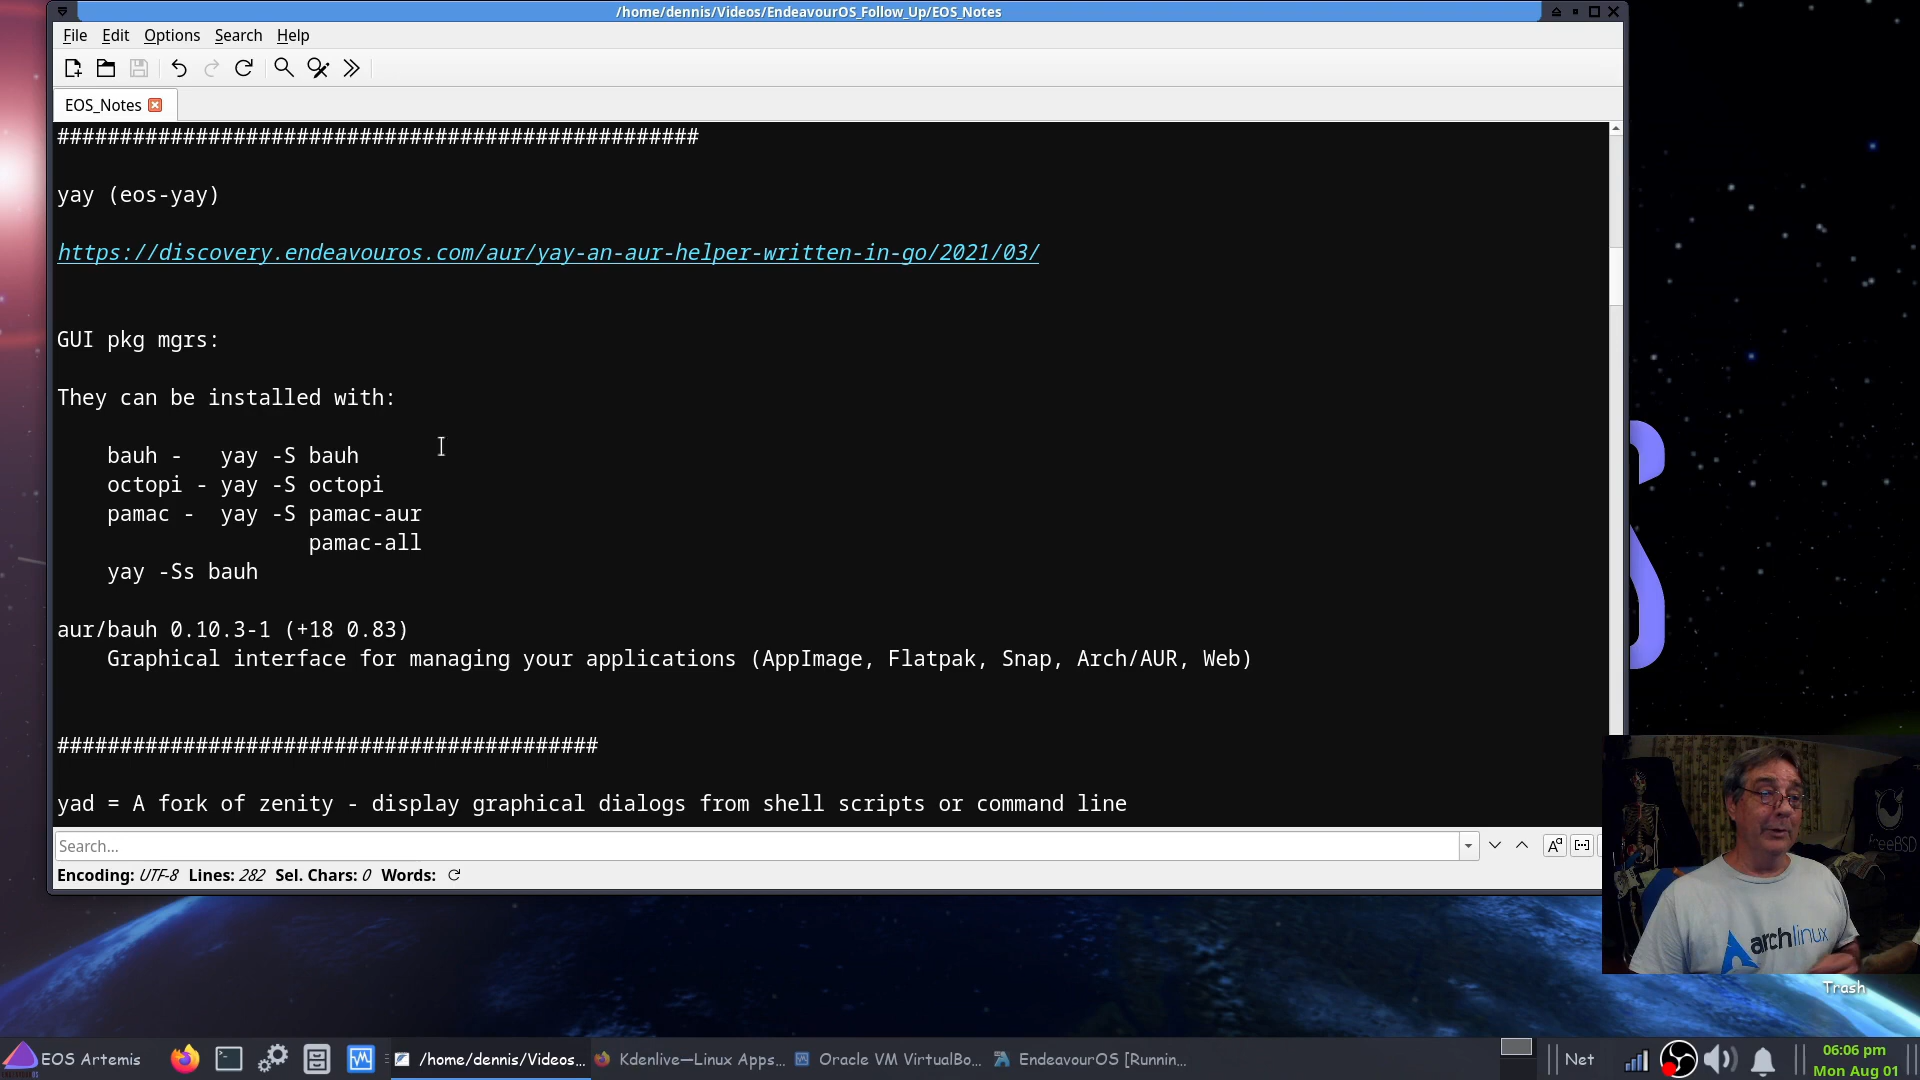 /home/dennis/Videos/EndeavourOS_Follow_Up/EOS_Notes
File Edit Options Search Help
EOS_Notes
###################################################
yay (eos-yay)
https://discovery.endeavouros.com/aur/yay-an-aur-helper-written-in-go/2021/03/
GUI pkg mgrs:
They can be installed with:
bauh - yay -S bauh
octopi - yay -S octopi
pamac - yay -S pamac-aur
pamac-all
yay -Ss bauh
aur/bauh 0.10.3-1 (+18 0.83)
Graphical interface for managing your applications (AppImage, Flatpak, Snap, Arch/AUR, Web)
###########################################
yad = A fork of zenity - display graphical dialogs from shell scripts or command line
Search...
Encoding: UTF-8 Lines: 282 Sel. Chars: 0 Words:
freeBSD
archlinux
Trash
EOS Artemis
/home/dennis/Videos...
Kdenlive—Linux Apps...
Oracle VM VirtualBo...
EndeavourOS [Runnin...
Net
06:06 pm
Mon Aug 01